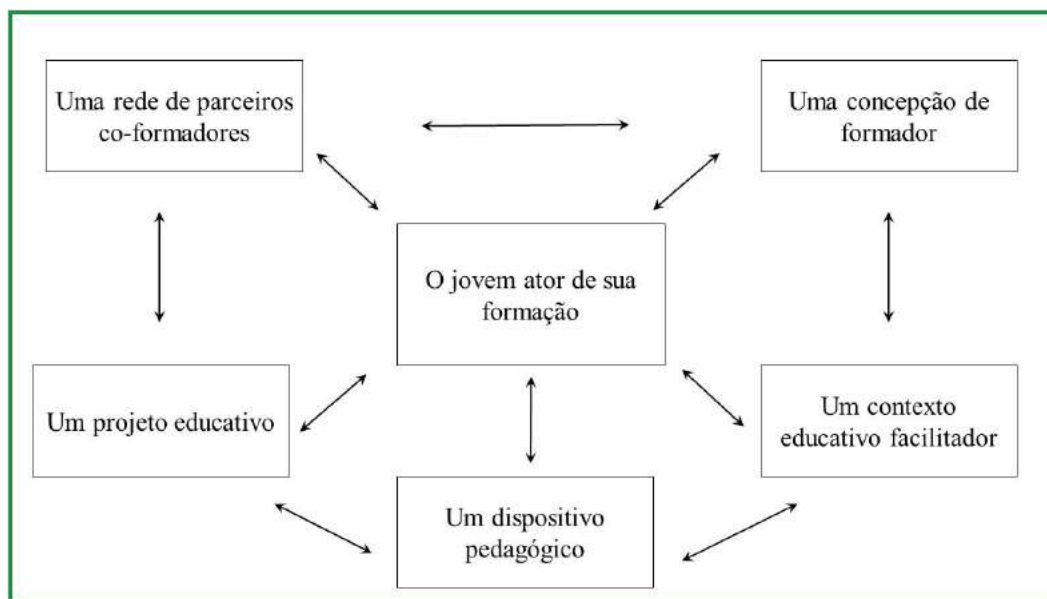 Uma rede de parceiros
co-formadores
Uma concepção de
formador
O jovem ator de sua
formação
Um projeto educativo
Um contexto
educativo facilitador
Um dispositivo
pedagógico